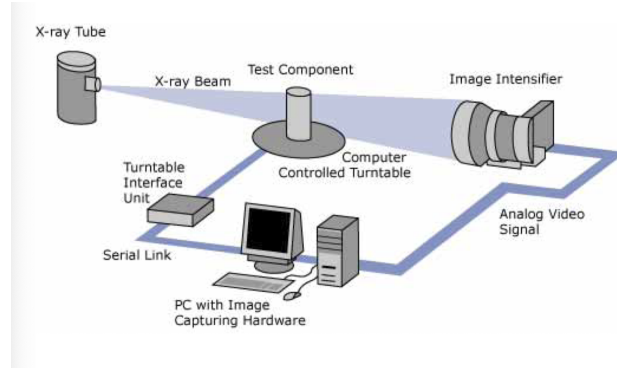 X-ray Tube
X-ray Beam
Test Component
Image Intensifier
Computer
Controlled Turntable
Turntable
Interface
Unit
Analog Video
Signal
Serial Link
PC with Image
Capturing Hardware